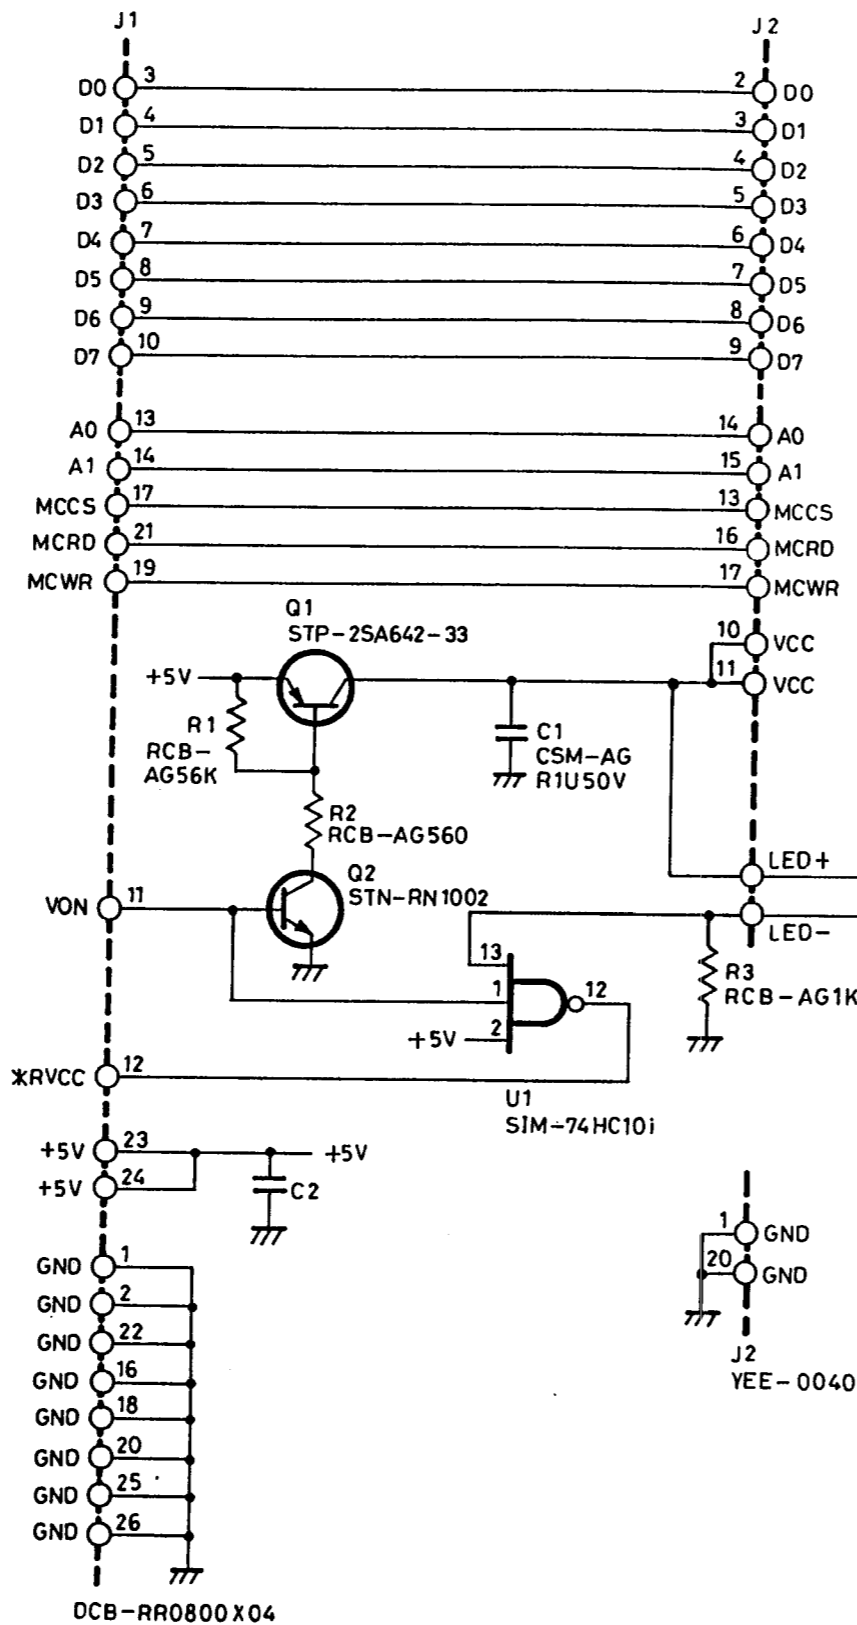 J1 J2
D0 3 2 D0
D1 4 3 D1
D2 5 4 D2
D3 6 5 D3
D4 7 6 D4
D5 8 7 D5
D6 9 8 D6
D7 10 9 D7
A0 13 14 A0
A1 14 15 A1
MCCS 17 13 MCCS
MCRD 21 16 MCRD
MCWR 19 17 MCWR
Q1
STP-2SA642-33
10 VCC
+5V 11 VCC
R1
RCB-
AG56K
C1
CSM-AG
R1U50V
R2
RCB-AG560
LED+
Q2
STN-RN1002
VON 11
LED-
13
1 12
+5V 2
R3
RCB-AG1K
*RVCC 12
U1
SIM-74HC10i
+5V 23 +5V
+5V 24 C2
GND 1 1 GND
GND 2 20 GND
GND 22
J2
YEE-0040
GND 16
GND 18
GND 20
GND 25
GND 26
DCB-RR0800X04